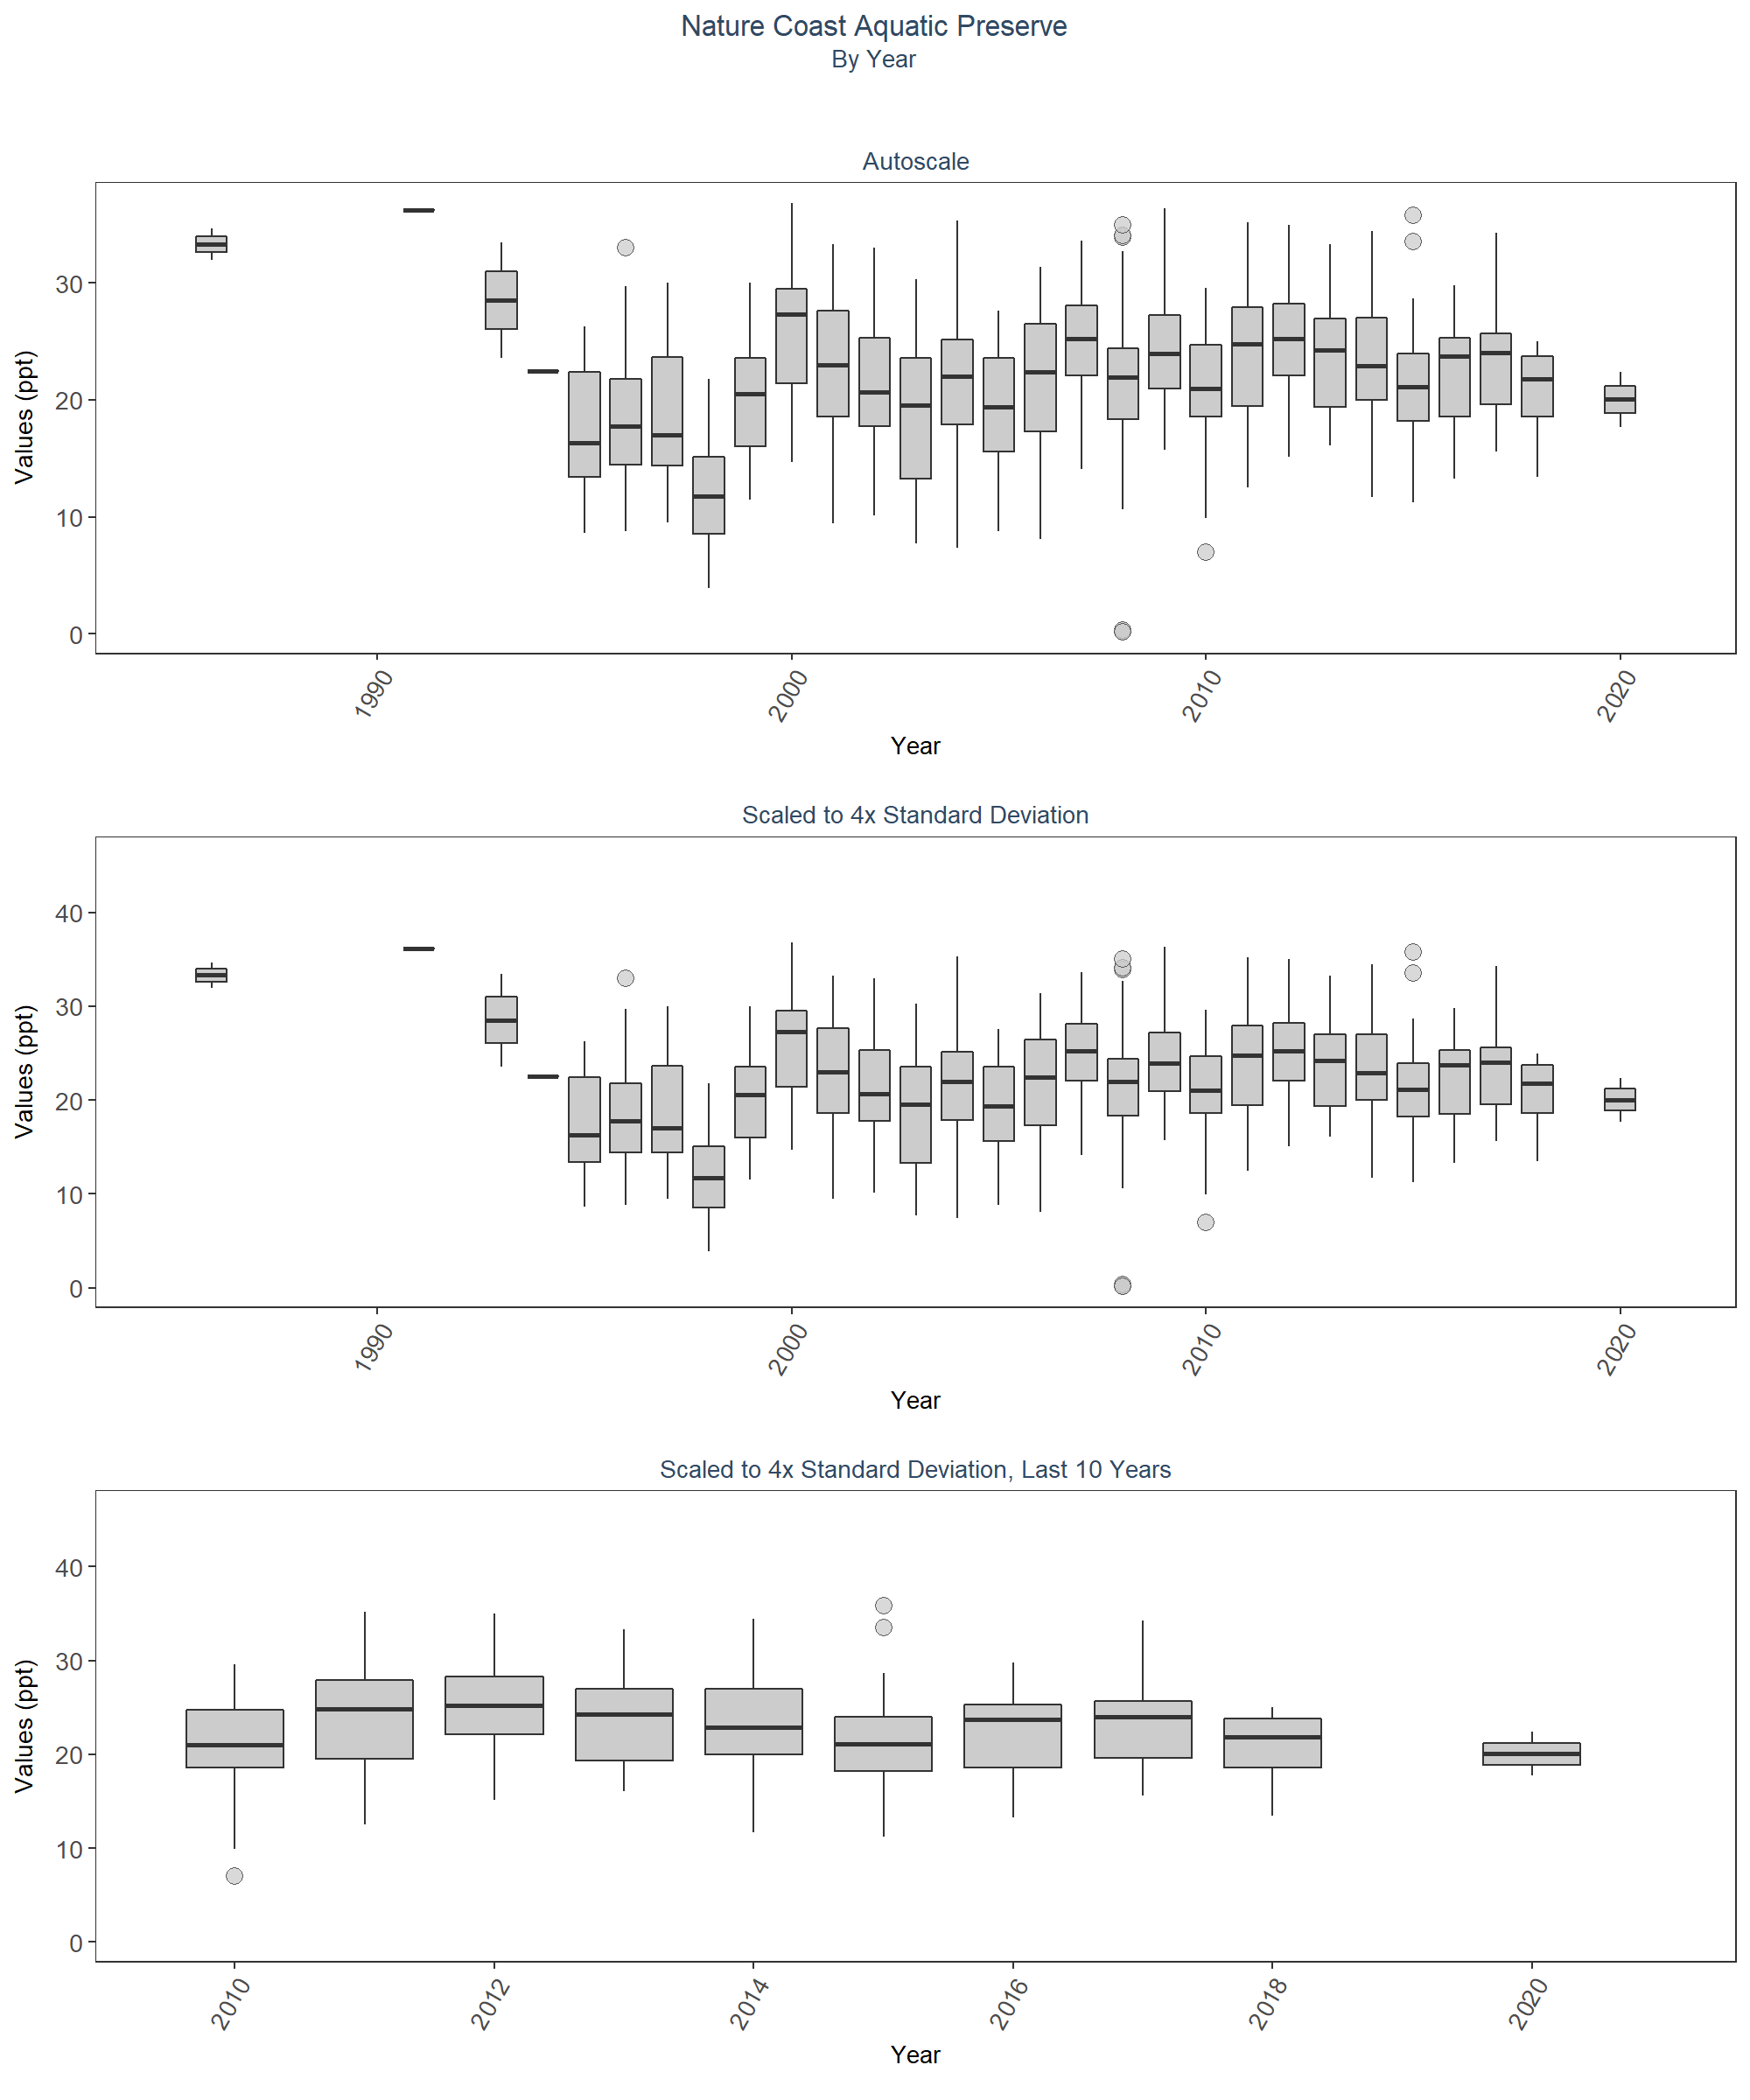 Nature Coast Aquatic Preserve
By Year
Autoscale
Values (ppt)
30
20
10
0
1990
2000
2010
2020
Year
Scaled to 4x Standard Deviation
Values (ppt)
40
30
20
10
0
1990
2000
2010
2020
Year
Scaled to 4x Standard Deviation, Last 10 Years
Values (ppt)
40
30
20
10
0
2010
2012
2014
2016
2018
2020
Year